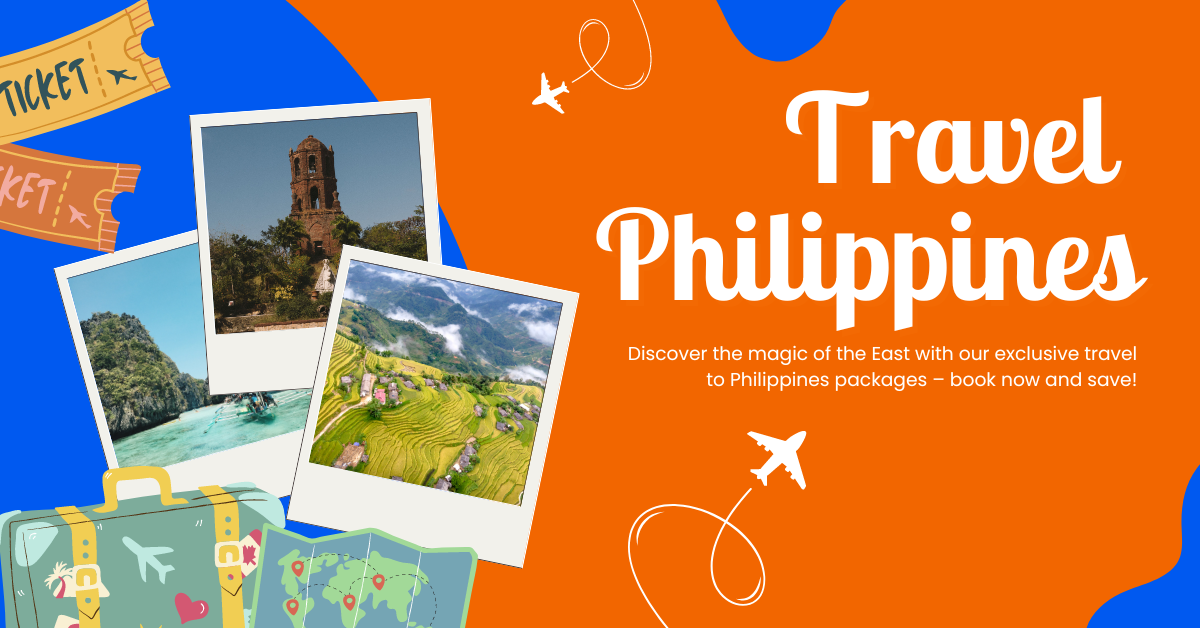 TICKET
KET
Travel
Philippines
Discover the magic of the East with our exclusive travel
to Philippines packages – book now and save!